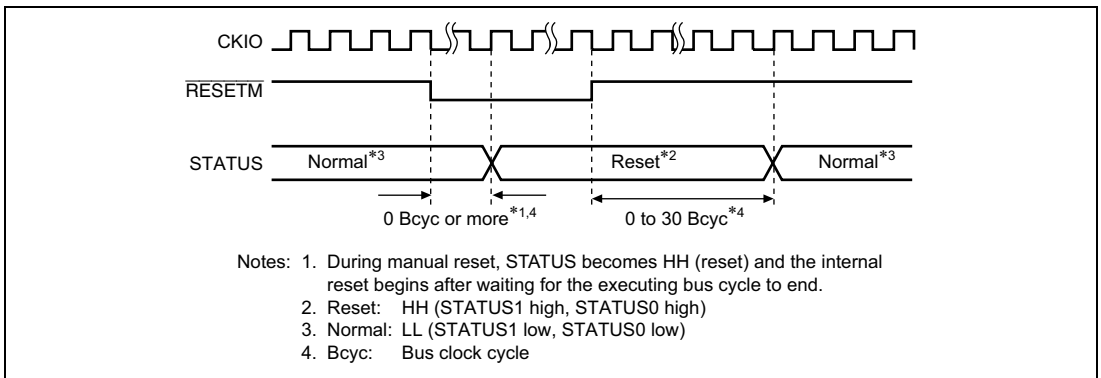 CKIO
RESETM
STATUS Normal*3 Reset*2 Normal*3
0 Bcyc or more*1,4 0 to 30 Bcyc*4
Notes: 1. During manual reset, STATUS becomes HH (reset) and the internal
reset begins after waiting for the executing bus cycle to end.
2. Reset: HH (STATUS1 high, STATUS0 high)
3. Normal: LL (STATUS1 low, STATUS0 low)
4. Bcyc: Bus clock cycle